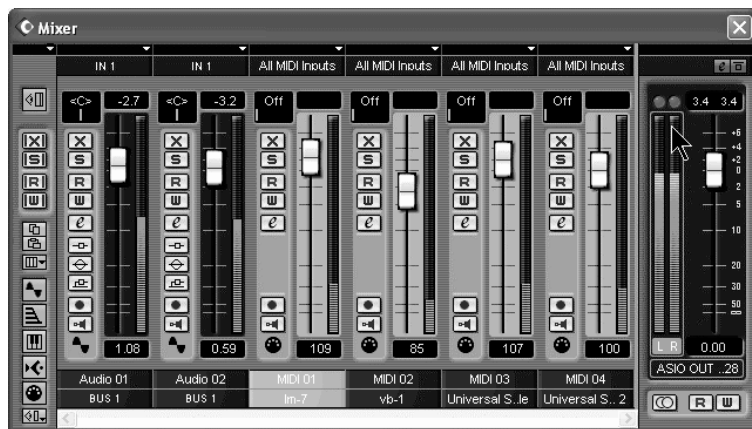 Mixer
IN 1 IN 1 All MIDI Inputs All MIDI Inputs All MIDI Inputs All MIDI Inputs
e
<C> -2.7 <C> -3.2 Off Off Off Off 3.4 3.4
X X X X X X X
S S S S S S S
R R R R R R R
W W W W W W W
e e e e e e
+6
+4
+2
0
2
5
10
20
30
50
∞
1.08 0.59 109 85 107 100 L R 0.00
Audio 01 Audio 02 MIDI 01 MIDI 02 MIDI 03 MIDI 04 ASIO OUT ..28
BUS 1 BUS 1 lm-7 vb-1 Universal S..le Universal S.. 2
R W